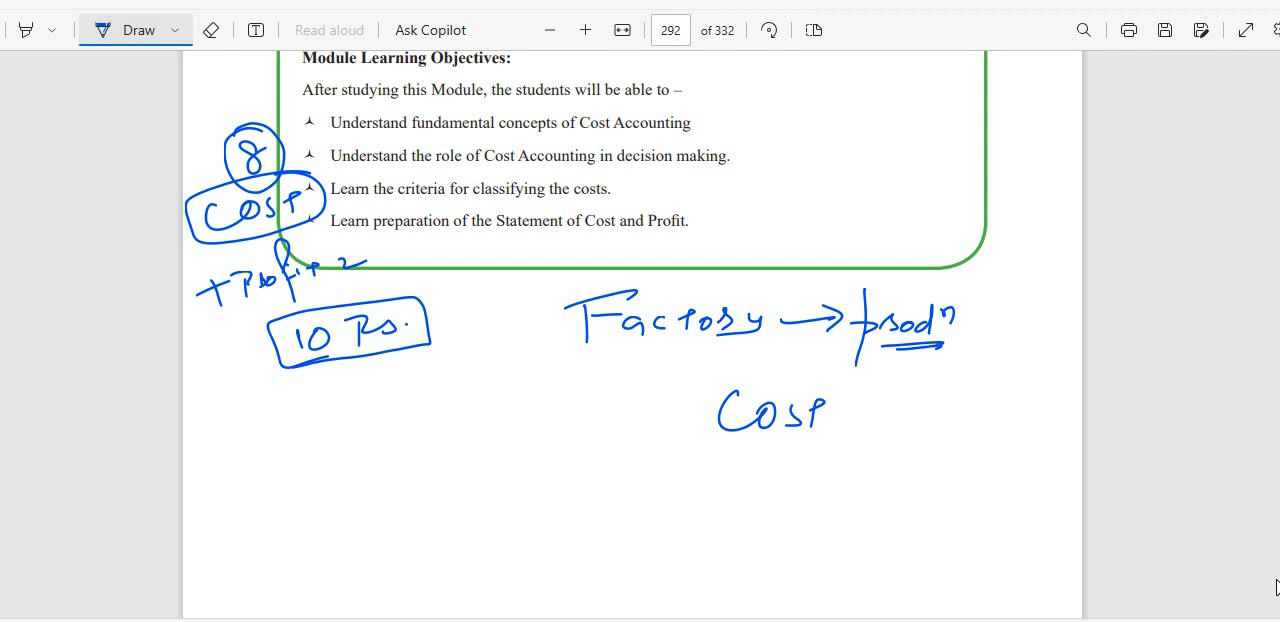 Draw
Read aloud
Ask Copilot
292 of 332
Module Learning Objectives:
After studying this Module, the students will be able to –
Understand fundamental concepts of Cost Accounting
Understand the role of Cost Accounting in decision making.
Learn the criteria for classifying the costs.
Learn preparation of the Statement of Cost and Profit.
8
Cost
+ Profit 2
10 Rs.
Factory → prodⁿ
Cost